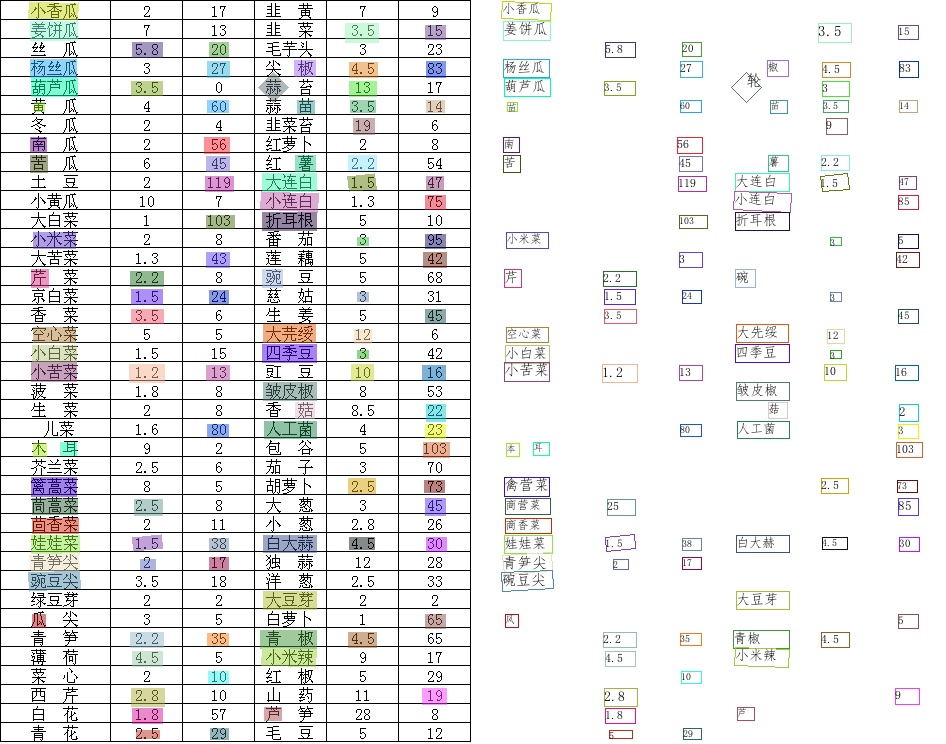 小香瓜 2 17 韭黄 7 9 小香瓜
姜饼瓜 7 13 韭菜 3.5 15 姜饼瓜 3.5 15
丝瓜 5.8 20 毛芋头 3 23 5.8 20
杨丝瓜 3 27 尖椒 4.5 83 杨丝瓜 27 椒 4.5 83
葫芦瓜 3.5 0 蒜苔 13 17 葫芦瓜 3.5 轮 3
黄瓜 4 60 蒜苗 3.5 14 60 苗 3.5 14
冬瓜 2 4 韭菜苔 19 6 9
南瓜 2 56 红萝卜 2 8 南 56
苦瓜 6 45 红薯 2.2 54 苦 45 薯 2.2
土豆 2 119 大连白 1.5 47 119 大连白 1.5 47
小黄瓜 10 7 小连白 1.3 75 小连白 85
大白菜 1 103 折耳根 5 10 103 折耳根
小米菜 2 8 番茄 3 95 小米菜 3 5
大苦菜 1.3 43 莲藕 5 42 3 42
芹菜 2.2 8 豌豆 5 68 芹 2.2 碗
京白菜 1.5 24 慈姑 3 31 1.5 24 3
香菜 3.5 6 生姜 5 45 3.5 45
空心菜 5 5 大芫绥 12 6 空心菜 大先绥 12
小白菜 1.5 15 四季豆 3 42 小白菜 四季豆 3
小苦菜 1.2 13 豇豆 10 16 小苦菜 1.2 13 10 16
菠菜 1.8 8 皱皮椒 8 53 皱皮椒
生菜 2 8 香菇 8.5 22 菇 2
儿菜 1.6 80 人工菌 4 23 80 人工菌 3
木耳 9 2 包谷 5 103 本 耳 103
芥兰菜 2.5 6 茄子 3 70
篱蒿菜 8 5 胡萝卜 2.5 73 禽营菜 2.5 73
茼蒿菜 2.5 8 大葱 3 45 商营菜 25 85
茴香菜 2 11 小葱 2.8 26 商香菜
娃娃菜 1.5 38 白大蒜 4.5 30 娃娃菜 1.5 38 白大赫 4.5 30
青笋尖 2 17 独蒜 12 28 青笋尖 2 17
豌豆尖 3.5 18 洋葱 2.5 33 碗豆尖
绿豆芽 2 2 大豆芽 2 2 大豆芽
瓜尖 3 5 白萝卜 1 65 风 5
青笋 2.2 35 青椒 4.5 65 2.2 35 青椒 4.5
薄荷 4.5 5 小米辣 9 17 4.5 小米辣
菜心 2 10 红椒 5 29 10
西芹 2.8 10 山药 11 19 2.8 9
白花 1.8 57 芦笋 28 8 1.8 芦
青花 2.5 29 毛豆 5 12 5 29